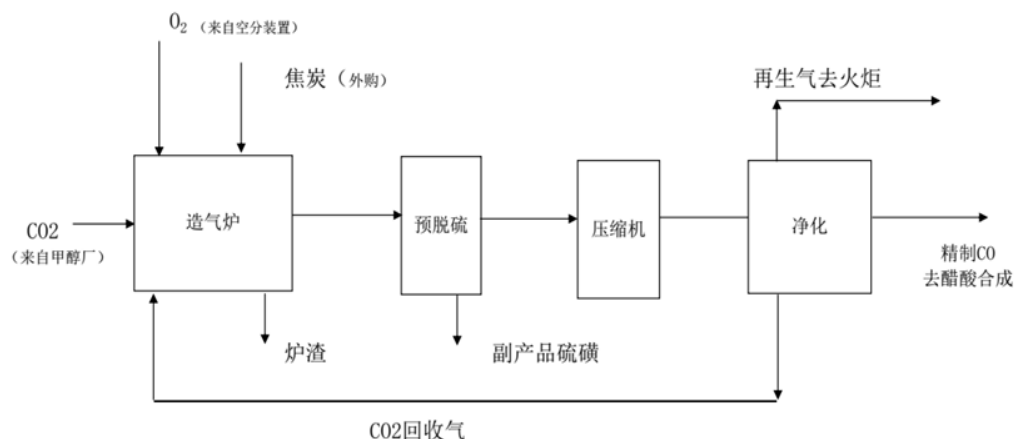 O₂ (来自空分装置)
焦炭(外购)
再生气去火炬
造气炉
预脱硫
压缩机
净化
CO2
(来自甲醇厂)
精制CO
去醋酸合成
炉渣
副产品硫磺
CO2回收气